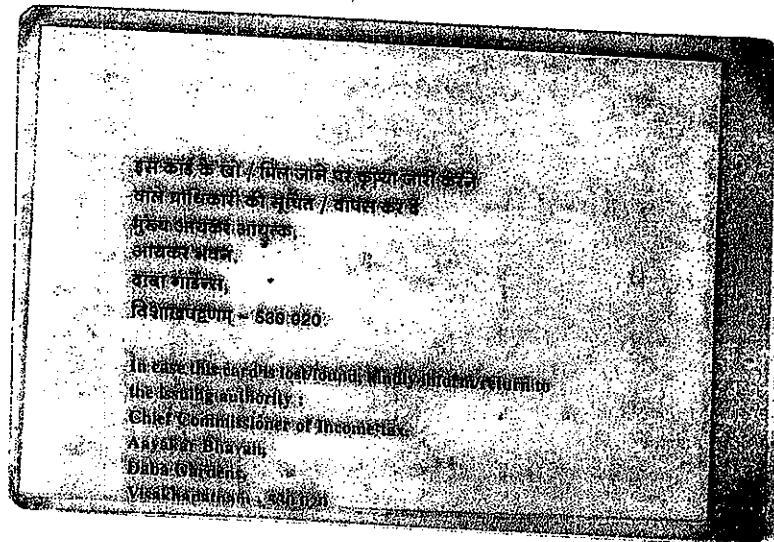 इस कार्ड के खो / मिल जाने पर कृप्या जारी करने
वाले प्राधिकारी को सूचित / वापस कर दें
मुख्य आयकर आयुक्त,
आयकर भवन,
दाबा गार्डन्स,
विशाखपट्टणम् – 530 020.
In case this card is lost/found, kindly inform/return to
the issuing authority :
Chief Commissioner of Income-tax,
Aayakar Bhavan,
Daba Gardens,
Visakhapatnam - 530 020